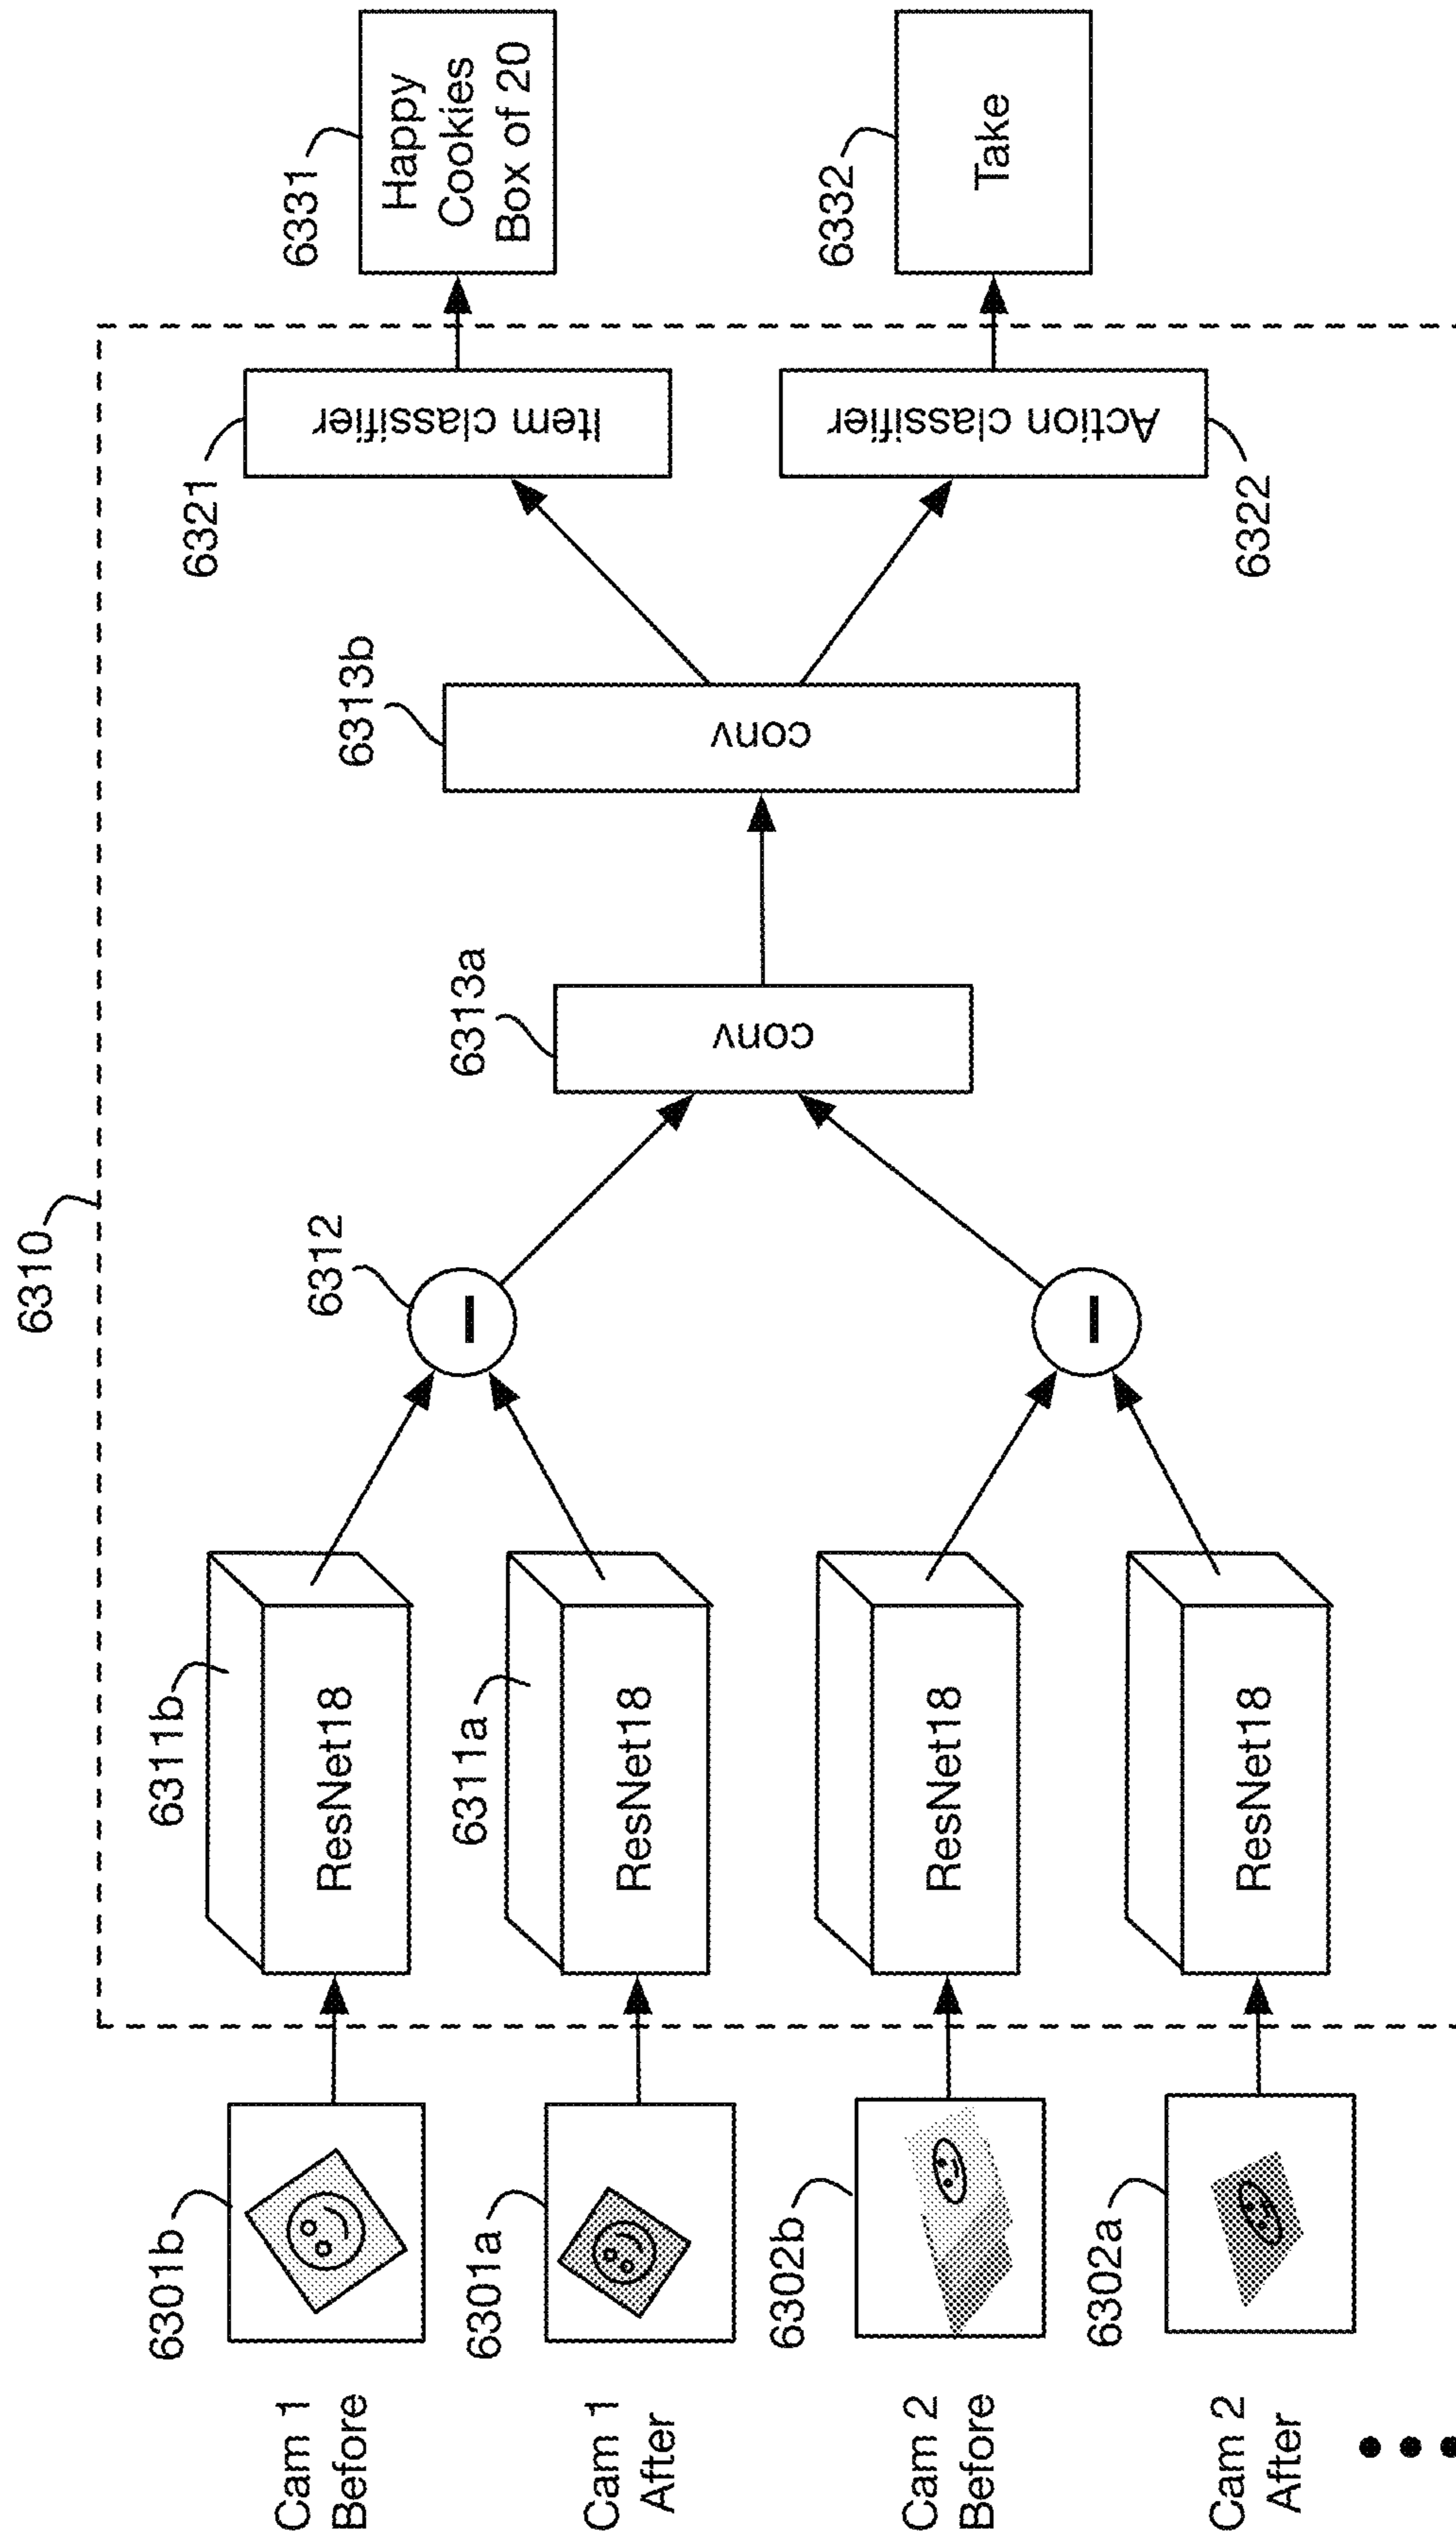 6310
Cam 1
Before
6301b
6311b
ResNet18
Cam 1
After
6301a
6311a
ResNet18
Cam 2
Before
6302b
ResNet18
Cam 2
After
6302a
ResNet18
6312
6313a
conv
6313b
conv
6321
Item classifier
6322
Action classifier
6331
Happy
Cookies
Box of 20
6332
Take